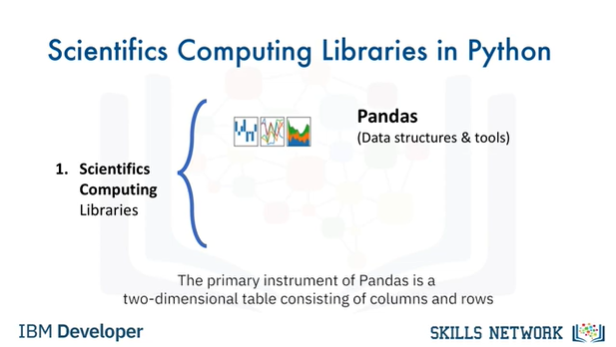 Scientifics Computing Libraries in Python
Pandas
(Data structures & tools)
1. Scientifics
Computing
Libraries
The primary instrument of Pandas is a
two-dimensional table consisting of columns and rows
IBM Developer
SKILLS NETWORK